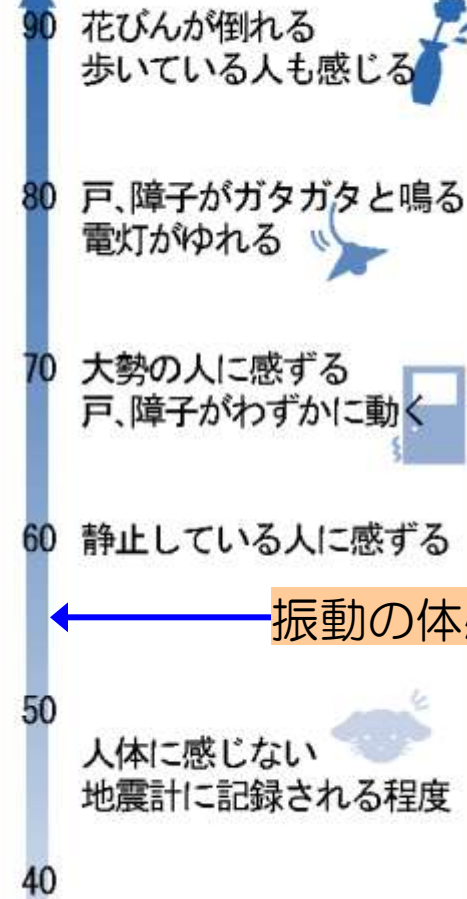 90 花びんが倒れる
歩いている人も感じる
80 戸、障子がガタガタと鳴る
電灯がゆれる
70 大勢の人に感ずる
戸、障子がわずかに動く
60 静止している人に感ずる
振動の体
50
人体に感じない
地震計に記録される程度
40